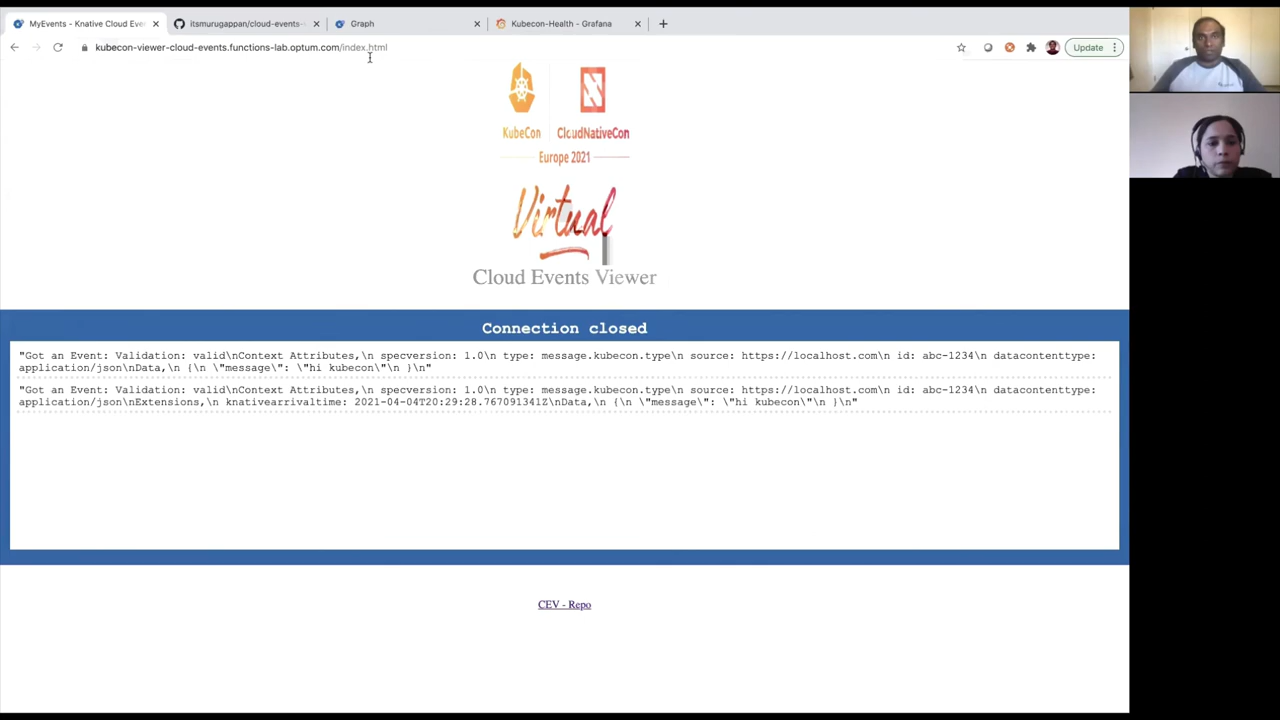 MyEvents - Knative Cloud Eve
itsmurugappan/cloud-events-
Graph
Kubecon-Health - Grafana
kubecon-viewer-cloud-events.functions-lab.optum.com/index.html
Update
KubeCon
CloudNativeCon
Europe 2021
Virtual
Cloud Events Viewer
Connection closed
"Got an Event: Validation: valid\nContext Attributes,\n specversion: 1.0\n type: message.kubecon.type\n source: https://localhost.com\n id: abc-1234\n datacontenttype:
application/json\nData,\n {\n \"message\": \"hi kubecon\"\n }\n"
"Got an Event: Validation: valid\nContext Attributes,\n specversion: 1.0\n type: message.kubecon.type\n source: https://localhost.com\n id: abc-1234\n datacontenttype:
application/json\nExtensions,\n knativearrivaltime: 2021-04-04T20:29:28.767091341Z\nData,\n {\n \"message\": \"hi kubecon\"\n }\n"
CEV - Repo